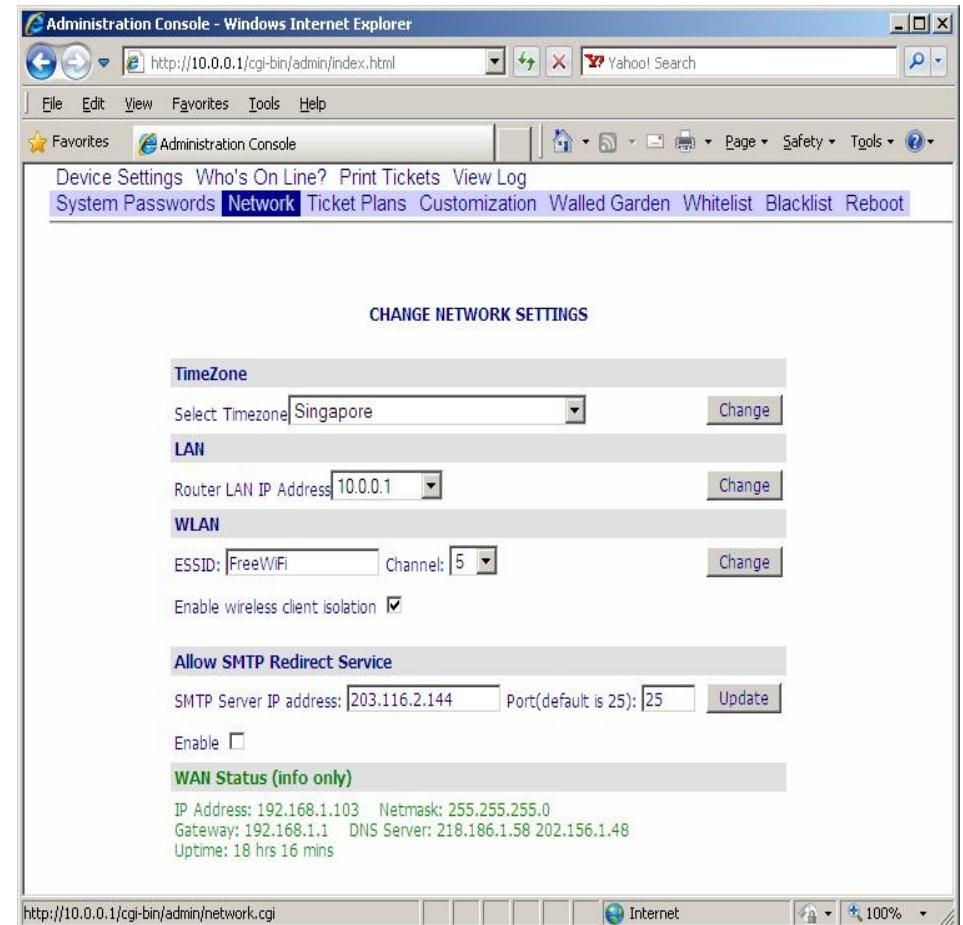 Administration Console - Windows Internet Explorer
http://10.0.0.1/cgi-bin/admin/index.html Yahoo! Search
File Edit View Favorites Tools Help
Favorites Administration Console Page Safety Tools
Device Settings Who's On Line? Print Tickets View Log
System Passwords Network Ticket Plans Customization Walled Garden Whitelist Blacklist Reboot
CHANGE NETWORK SETTINGS
TimeZone
Select Timezone Singapore Change
LAN
Router LAN IP Address 10.0.0.1 Change
WLAN
ESSID: FreeWiFi Channel: 5 Change
Enable wireless client isolation
Allow SMTP Redirect Service
SMTP Server IP address: 203.116.2.144 Port(default is 25): 25 Update
Enable
WAN Status (info only)
IP Address: 192.168.1.103 Netmask: 255.255.255.0
Gateway: 192.168.1.1 DNS Server: 218.186.1.58 202.156.1.48
Uptime: 18 hrs 16 mins
http://10.0.0.1/cgi-bin/admin/network.cgi Internet 100%